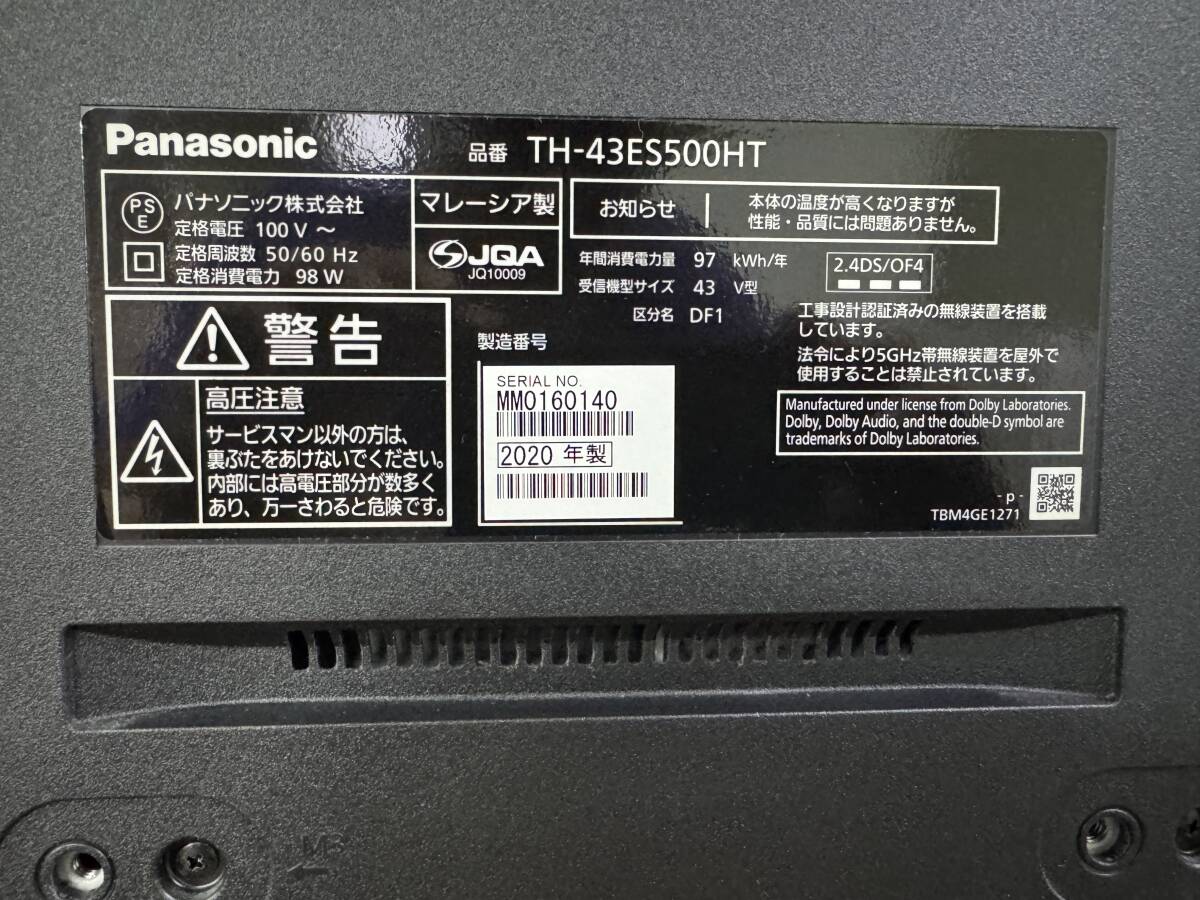 Panasonic
品番 TH-43ES500HT
PS
E
パナソニック株式会社
定格電圧 100 V ～
定格周波数 50/60 Hz
定格消費電力 98 W
マレーシア製
JQA
JQ10009
お知らせ
本体の温度が高くなりますが
性能・品質には問題ありません。
年間消費電力量 97 kWh/年
受信機型サイズ 43 V型
区分名 DF1
2.4DS/OF4
工事設計認証済みの無線装置を搭載
しています。
法令により5GHz帯無線装置を屋外で
使用することは禁止されています。
警告
高圧注意
サービスマン以外の方は、
裏ぶたをあけないでください。
内部には高電圧部分が数多く
あり、万一さわると危険です。
製造番号
SERIAL NO.
MM0160140
2020 年製
Manufactured under license from Dolby Laboratories.
Dolby, Dolby Audio, and the double-D symbol are
trademarks of Dolby Laboratories.
- p -
TBM4GE1271